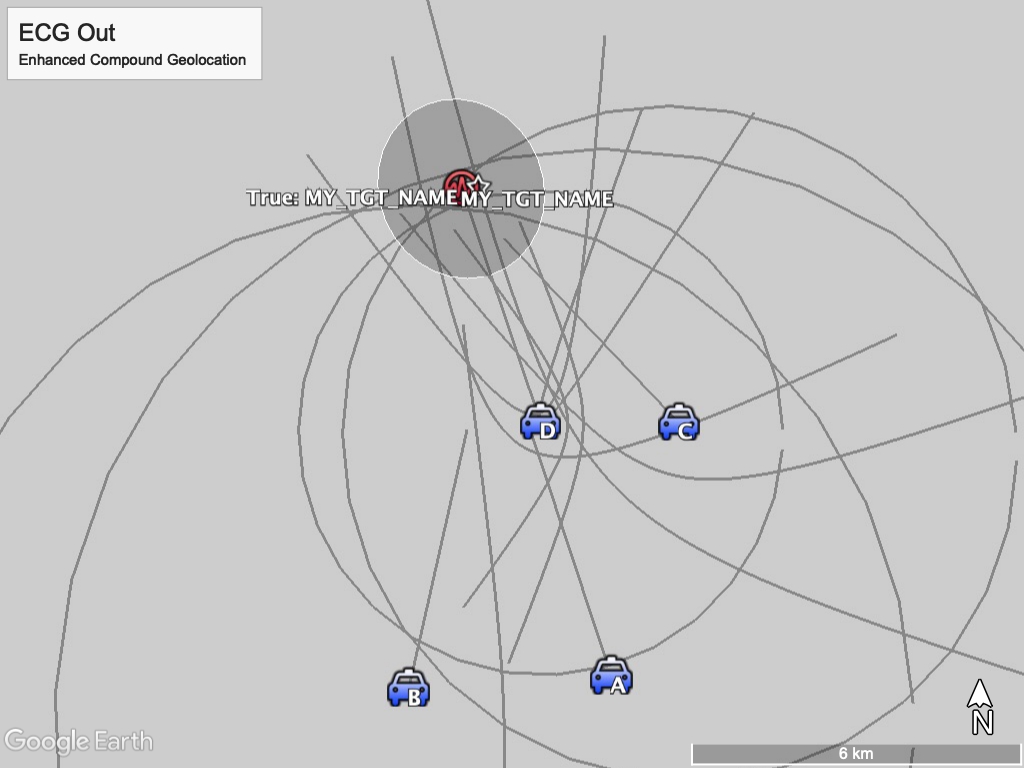 ECG Out
Enhanced Compound Geolocation
True: MY_TGT_NAME MY_TGT_NAME
D
C
B
A
N
Google Earth
6 km